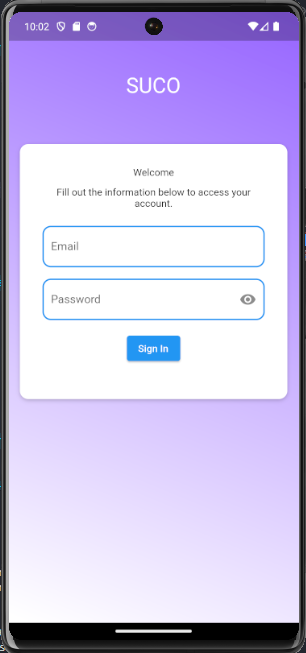 10:02
SUCO
Welcome
Fill out the information below to access your
account.
Email
Password
Sign In